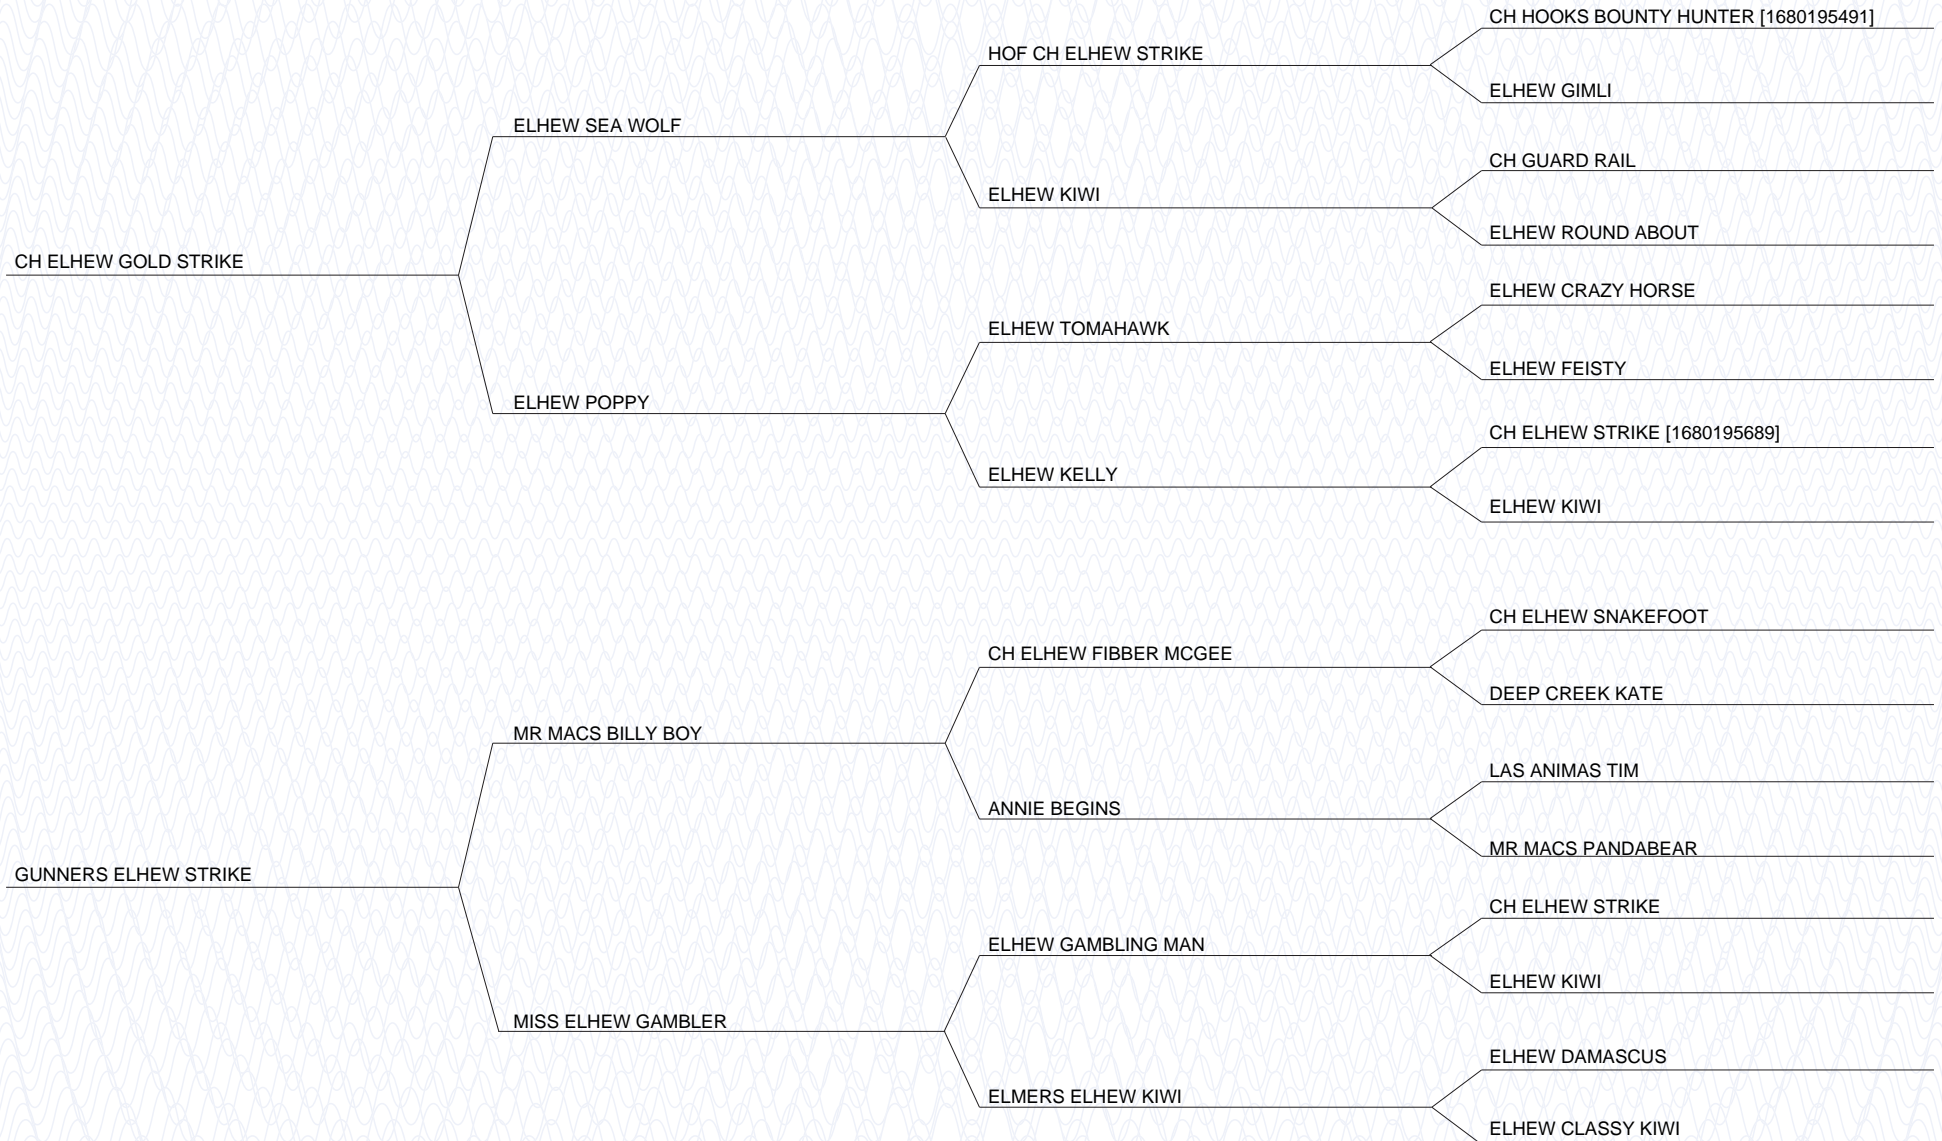 CH HOOKS BOUNTY HUNTER [1680195491]
HOF CH ELHEW STRIKE
ELHEW GIMLI
ELHEW SEA WOLF
CH GUARD RAIL
ELHEW KIWI
ELHEW ROUND ABOUT
CH ELHEW GOLD STRIKE
ELHEW CRAZY HORSE
ELHEW TOMAHAWK
ELHEW FEISTY
ELHEW POPPY
CH ELHEW STRIKE [1680195689]
ELHEW KELLY
ELHEW KIWI
CH ELHEW SNAKEFOOT
CH ELHEW FIBBER MCGEE
DEEP CREEK KATE
MR MACS BILLY BOY
LAS ANIMAS TIM
ANNIE BEGINS
MR MACS PANDABEAR
GUNNERS ELHEW STRIKE
CH ELHEW STRIKE
ELHEW GAMBLING MAN
ELHEW KIWI
MISS ELHEW GAMBLER
ELHEW DAMASCUS
ELMERS ELHEW KIWI
ELHEW CLASSY KIWI